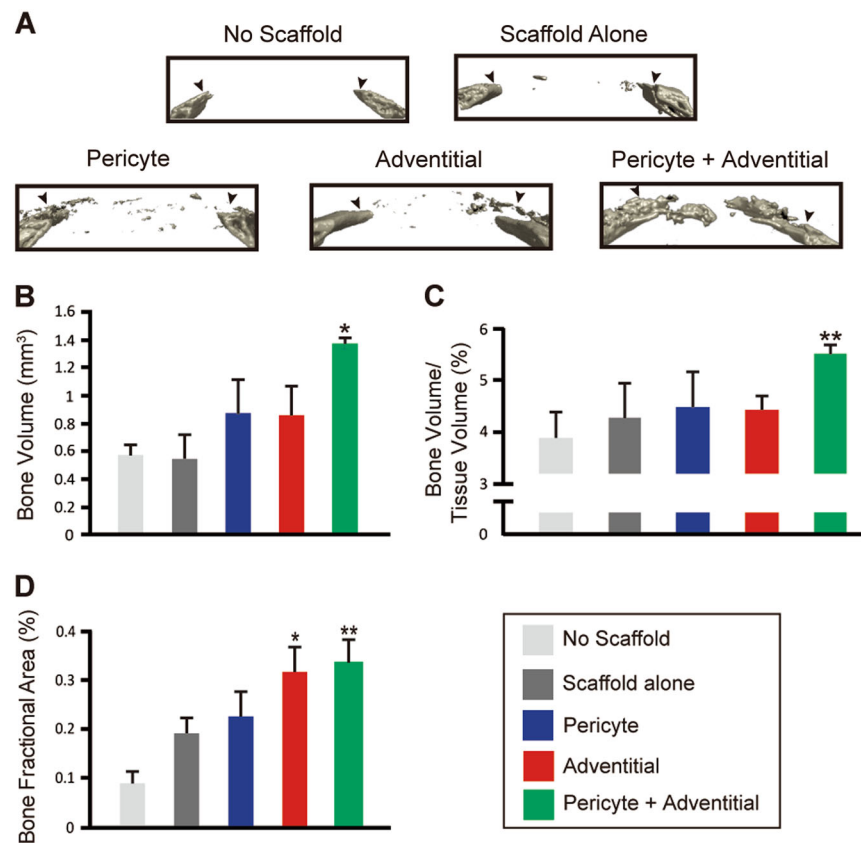 A
No Scaffold
Scaffold Alone
Pericyte
Adventitial
Pericyte + Adventitial
B
Bone Volume (mm³)
1.6
1.4
1.2
1
0.8
0.6
0.4
0.2
0
*
C
Bone Volume/
Tissue Volume (%)
6
5
4
3
0
**
D
Bone Fractional Area (%)
0.4
0.3
0.2
0.1
0
*
**
No Scaffold
Scaffold alone
Pericyte
Adventitial
Pericyte + Adventitial